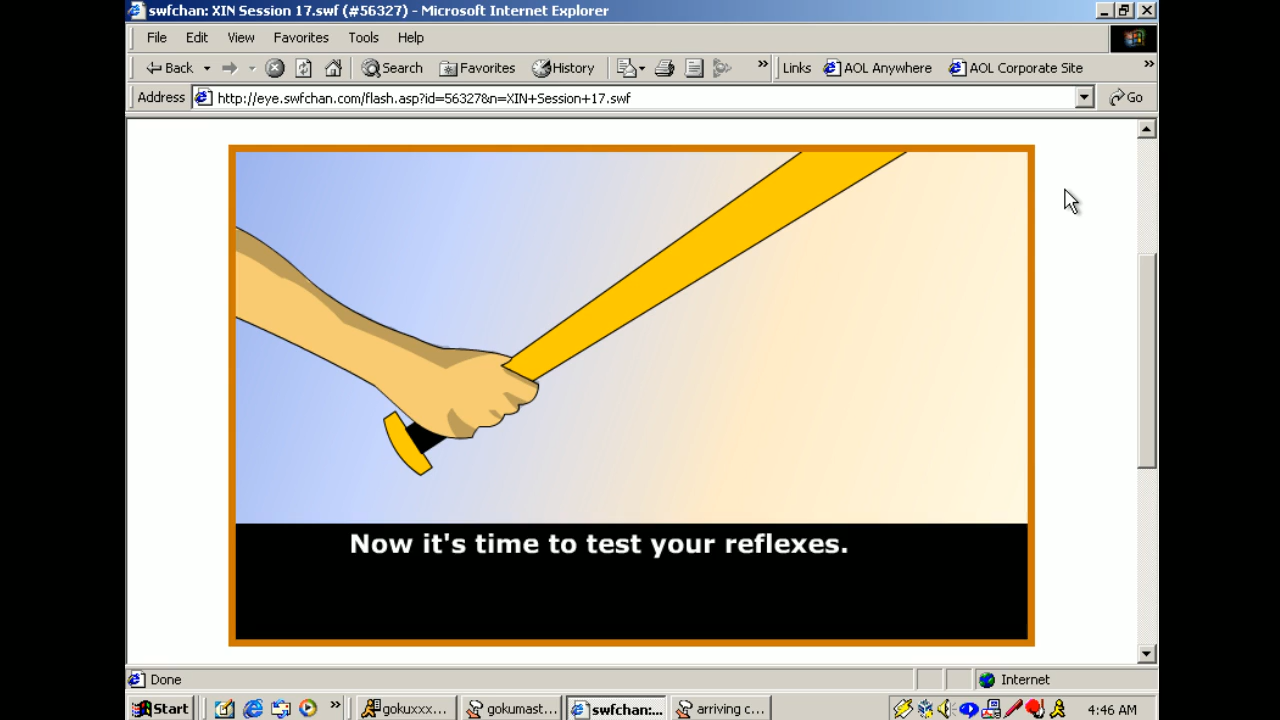 swfchan: XIN Session 17.swf (#56327) - Microsoft Internet Explorer
File Edit View Favorites Tools Help
Back Search Favorites History » Links AOL Anywhere AOL Corporate Site »
Address http://eye.swfchan.com/flash.asp?id=56327&n=XIN+Session+17.swf Go
Now it's time to test your reflexes.
Done Internet
Start » gokuxxx... gokumast... swfchan:... arriving c... 4:46 AM